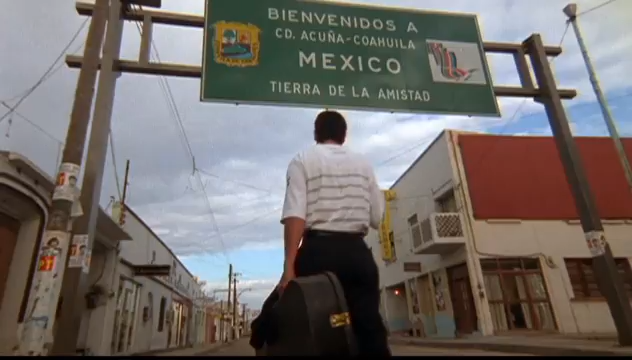 BIENVENIDOS A
CD. ACUÑA-COAHUILA
MEXICO
TIERRA DE LA AMISTAD